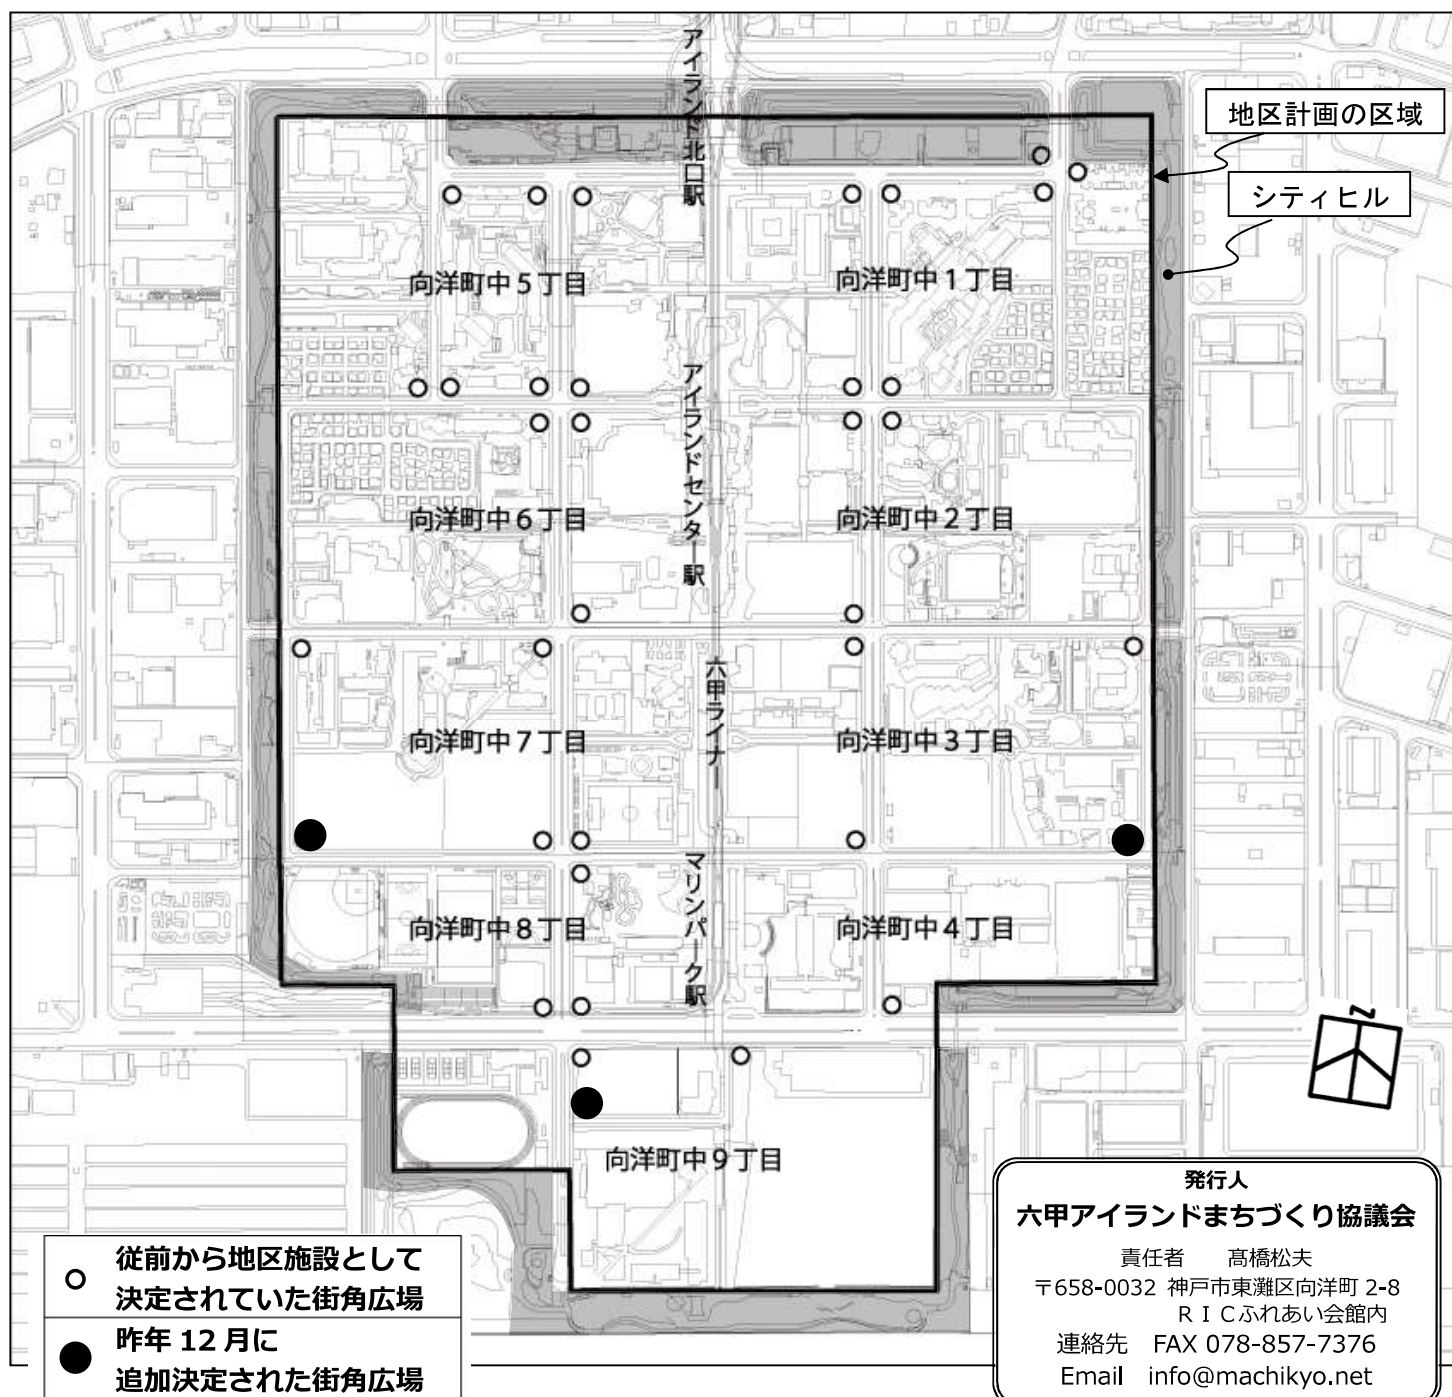 アイランド北口駅
地区計画の区域
シティヒル
向洋町中5丁目
向洋町中1丁目
アイランドセンター駅
向洋町中6丁目
向洋町中2丁目
六甲ライナー
向洋町中7丁目
向洋町中3丁目
マリンパーク駅
向洋町中8丁目
向洋町中4丁目
N
向洋町中9丁目
従前から地区施設として
決定されていた街角広場
昨年 12 月に
追加決定された街角広場
発行人
六甲アイランドまちづくり協議会
責任者 髙橋松夫
〒658-0032 神戸市東灘区向洋町 2-8
ＲＩＣふれあい会館内
連絡先 FAX 078-857-7376
Email info@machikyo.net